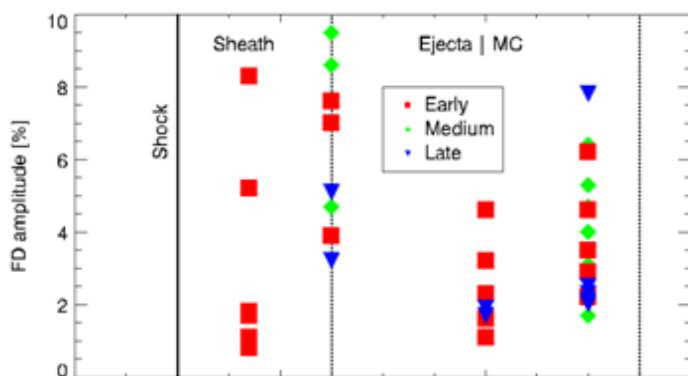 10
8
6
4
2
0
FD amplitude [%]
Shock
Sheath
Ejecta | MC
Early
Medium
Late